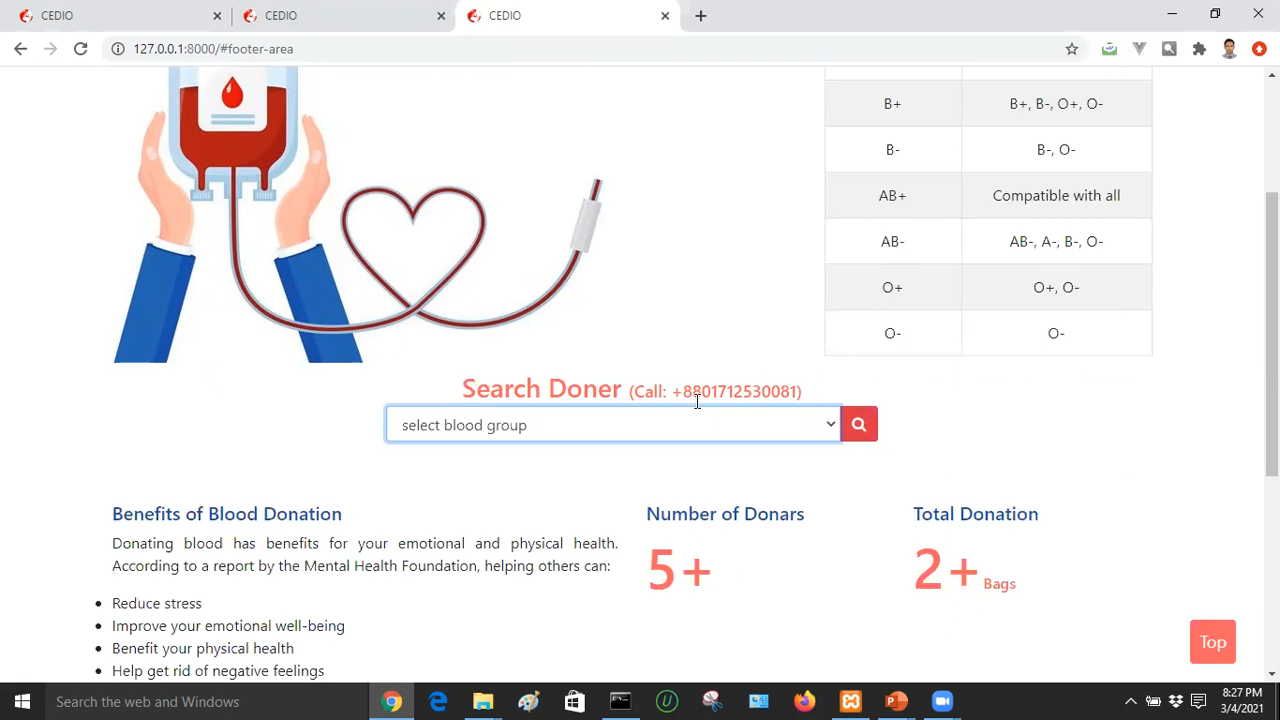 CEDIO
CEDIO
CEDIO
127.0.0.1:8000/#footer-area
B+ B+, B-, O+, O-
B- B-, O-
AB+ Compatible with all
AB- AB-, A-, B-, O-
O+ O+, O-
O- O-
Search Doner (Call: +8801712530081)
select blood group
Benefits of Blood Donation
Donating blood has benefits for your emotional and physical health.
According to a report by the Mental Health Foundation, helping others can:
Reduce stress
Improve your emotional well-being
Benefit your physical health
Help get rid of negative feelings
Number of Donars
5+
Total Donation
2+ Bags
Top
Search the web and Windows
8:27 PM
3/4/2021